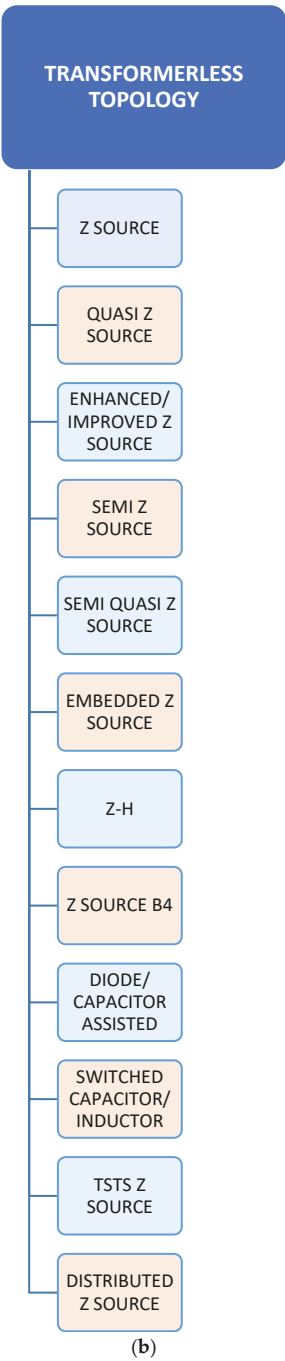 TRANSFORMERLESS
TOPOLOGY
Z SOURCE
QUASI Z
SOURCE
ENHANCED/
IMPROVED Z
SOURCE
SEMI Z
SOURCE
SEMI QUASI Z
SOURCE
EMBEDDED Z
SOURCE
Z-H
Z SOURCE B4
DIODE/
CAPACITOR
ASSISTED
SWITCHED
CAPACITOR/
INDUCTOR
TSTS Z
SOURCE
DISTRIBUTED
Z SOURCE
(b)